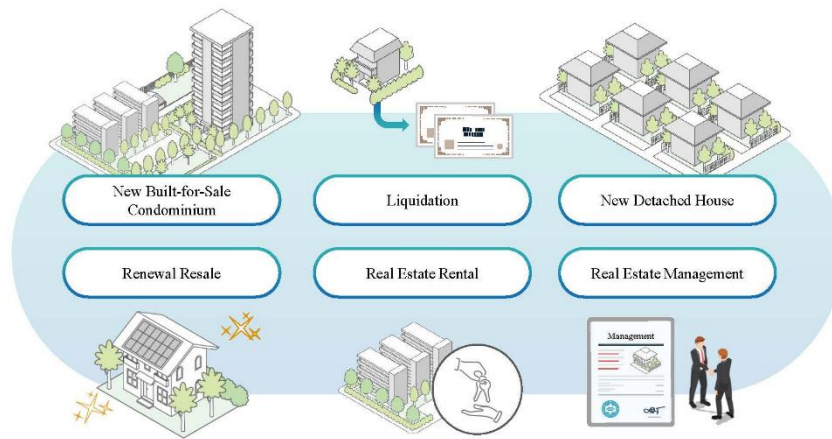 New Built-for-Sale
Condominium
Liquidation
New Detached House
Renewal Resale
Real Estate Rental
Real Estate Management
Management